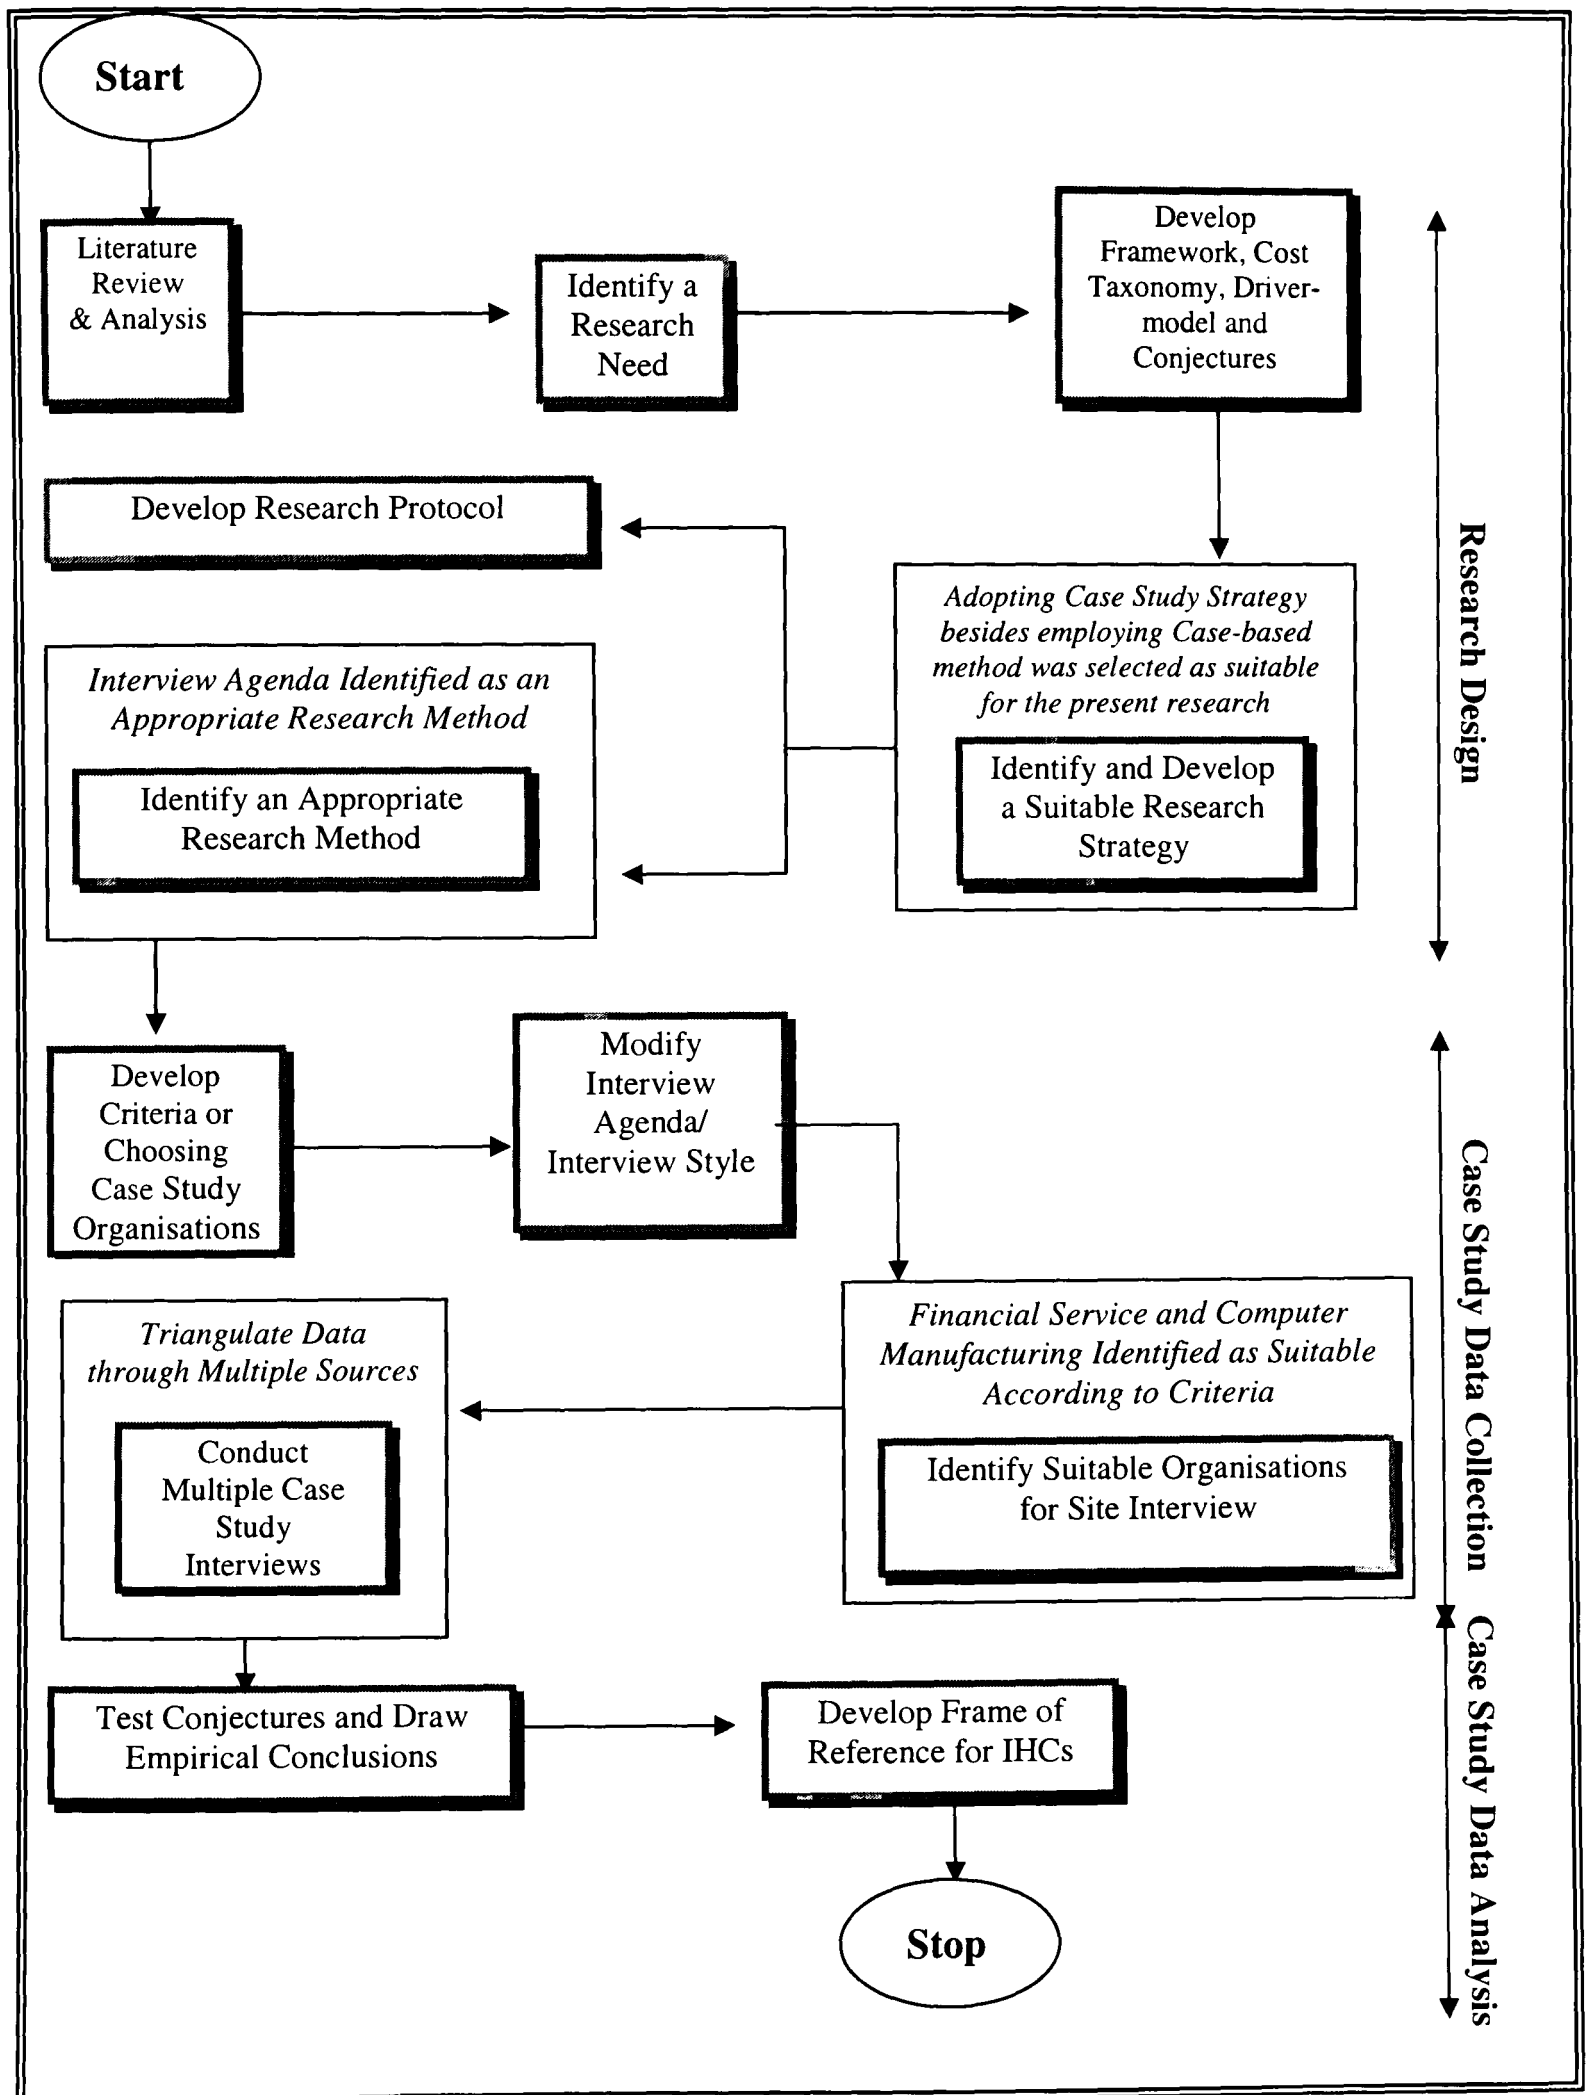 Start
Literature
Review
& Analysis
Identify a
Research
Need
Develop
Framework, Cost
Taxonomy, Driver-
model and
Conjectures
Develop Research Protocol
Adopting Case Study Strategy
besides employing Case-based
method was selected as suitable
for the present research
Identify and Develop
a Suitable Research
Strategy
Interview Agenda Identified as an
Appropriate Research Method
Identify an Appropriate
Research Method
Research Design
Develop
Criteria or
Choosing
Case Study
Organisations
Modify
Interview
Agenda/
Interview Style
Financial Service and Computer
Manufacturing Identified as Suitable
According to Criteria
Identify Suitable Organisations
for Site Interview
Triangulate Data
through Multiple Sources
Conduct
Multiple Case
Study
Interviews
Case Study Data Collection
Test Conjectures and Draw
Empirical Conclusions
Develop Frame of
Reference for IHCs
Stop
Case Study Data Analysis